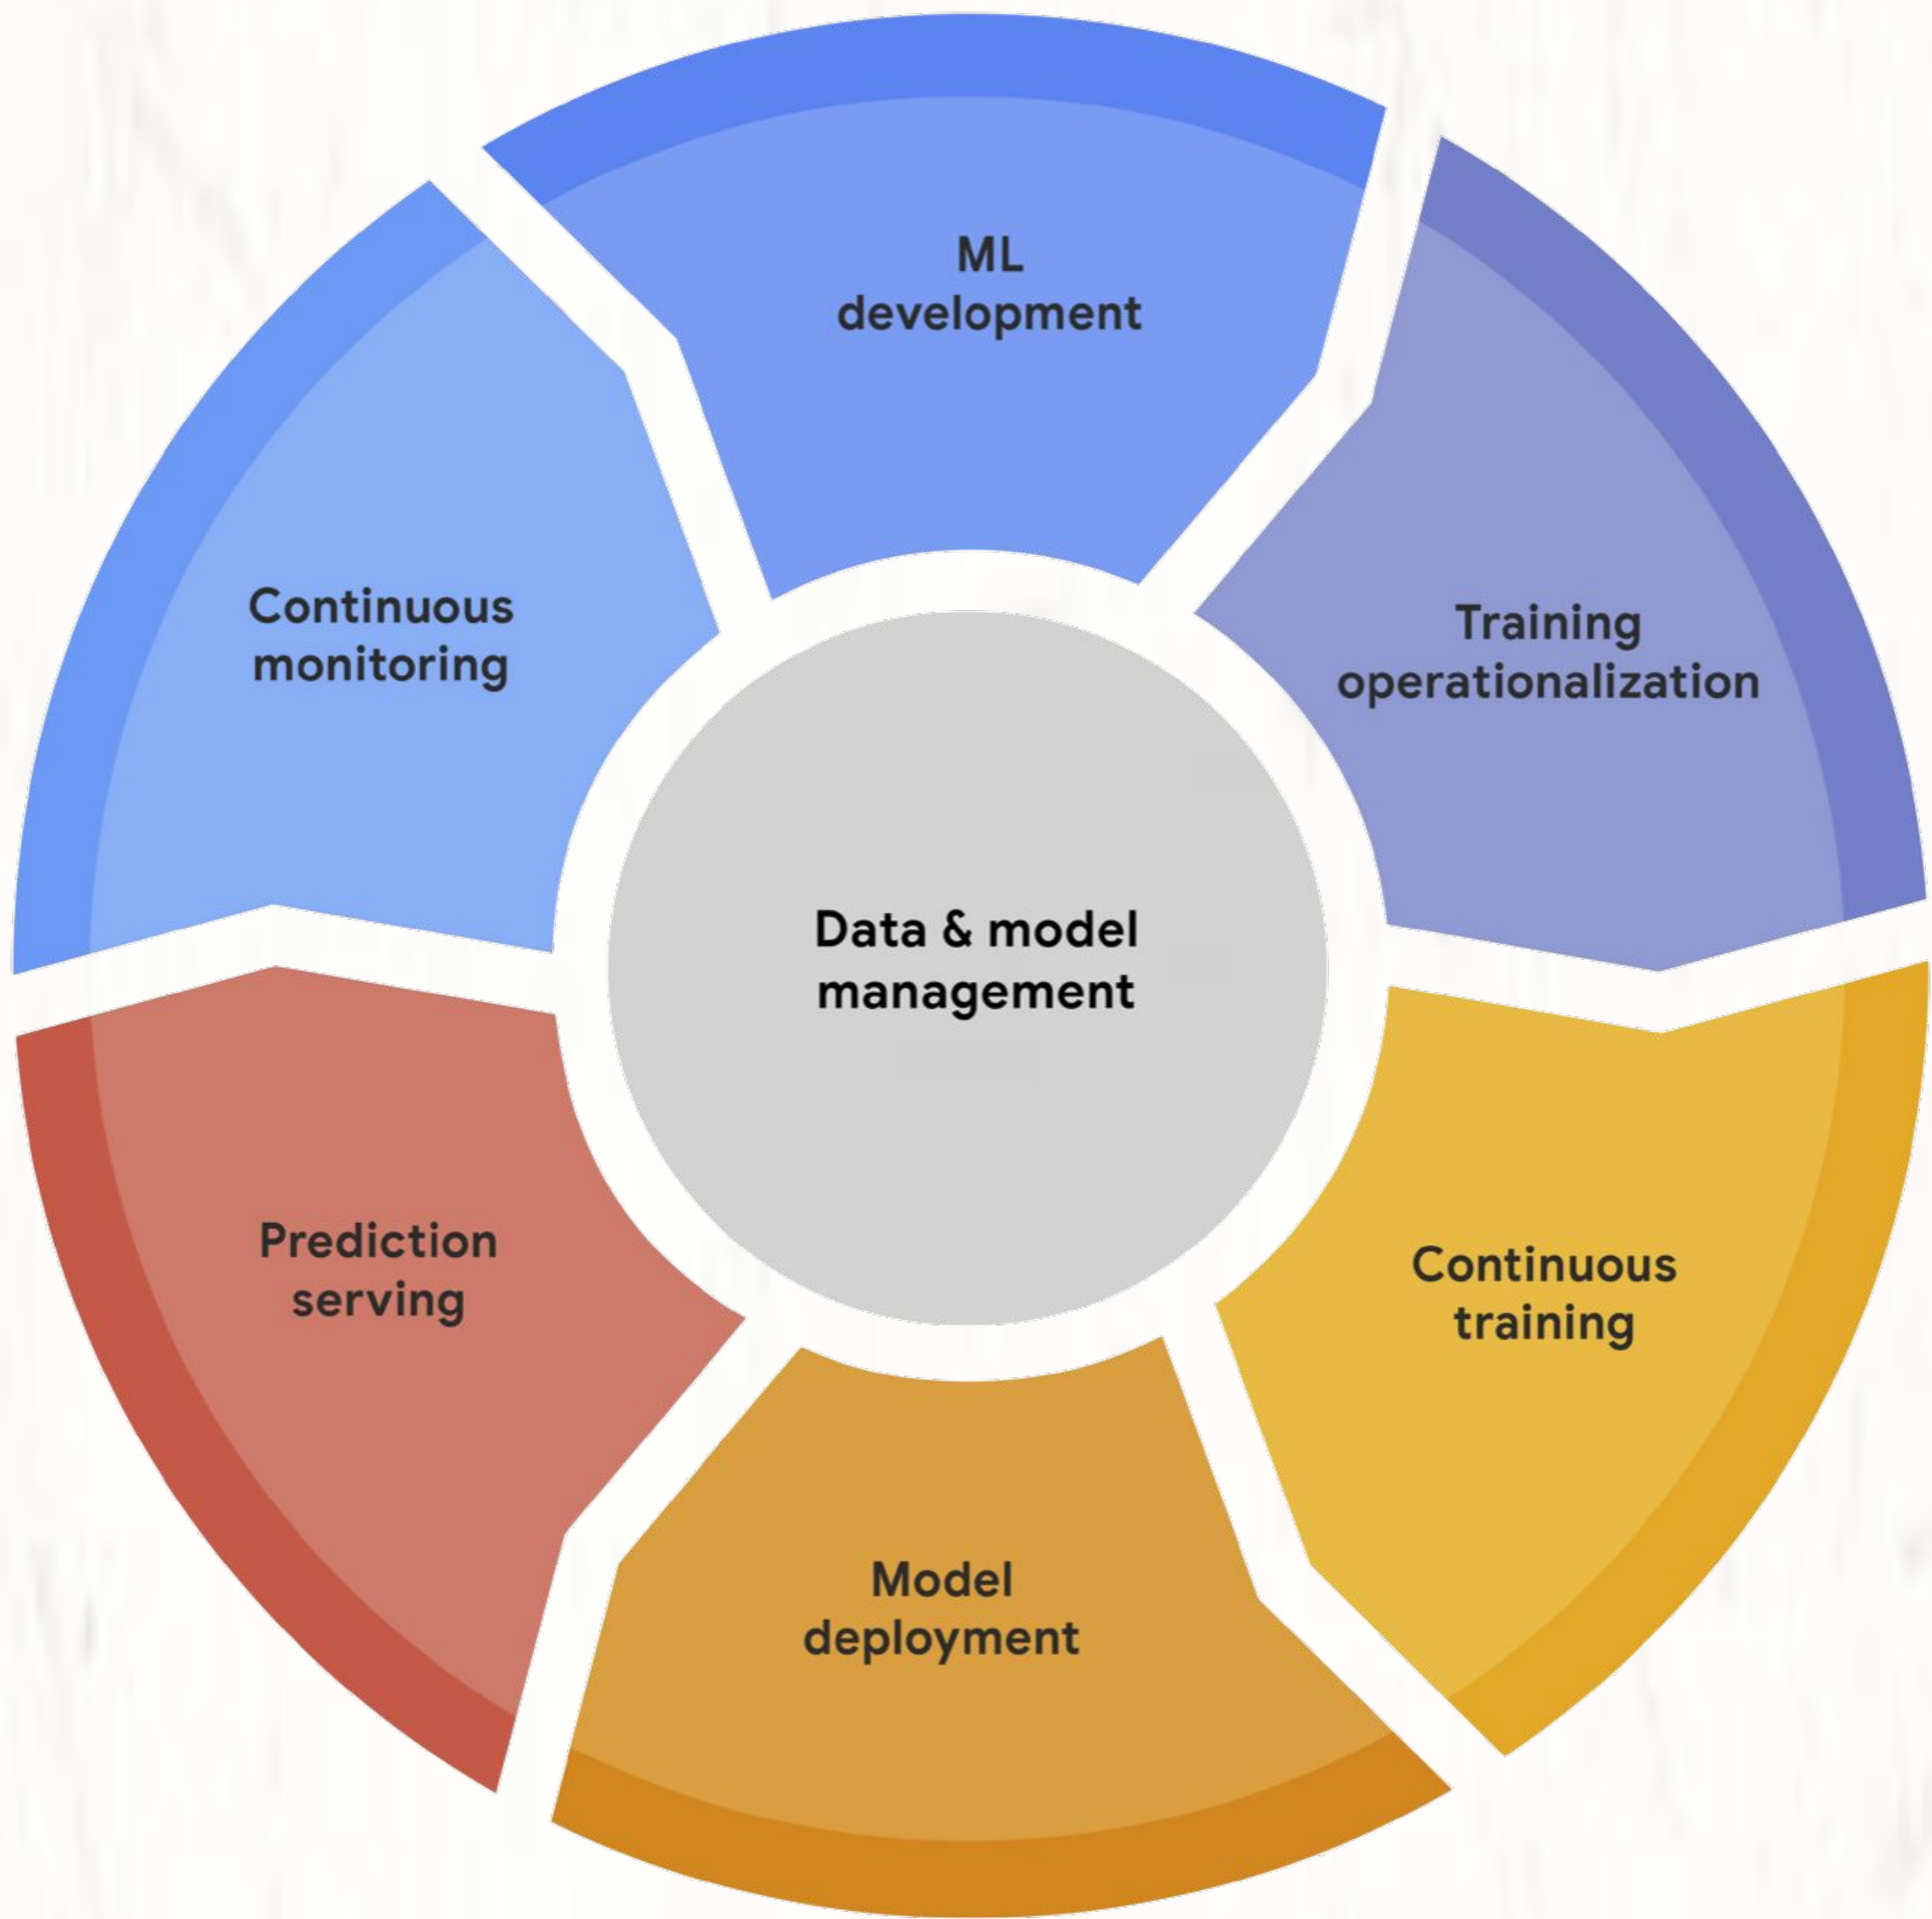 ML
development
Training
operationalization
Continuous
training
Model
deployment
Prediction
serving
Continuous
monitoring
Data & model
management